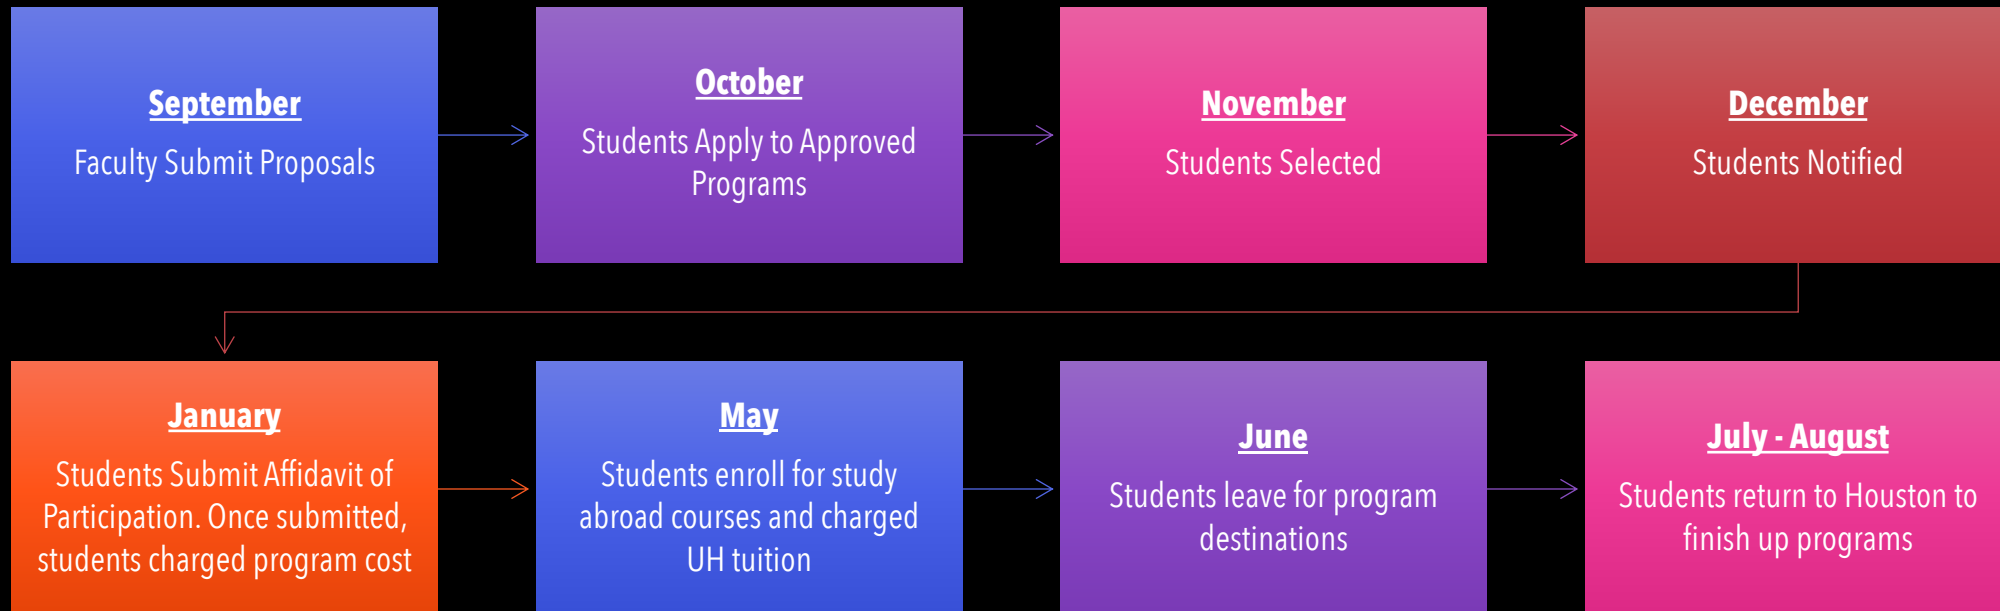 September
Faculty Submit Proposals
October
Students Apply to Approved
Programs
November
Students Selected
December
Students Notified
January
Students Submit Affidavit of
Participation. Once submitted,
students charged program cost
May
Students enroll for study
abroad courses and charged
UH tuition
June
Students leave for program
destinations
July - August
Students return to Houston to
finish up programs